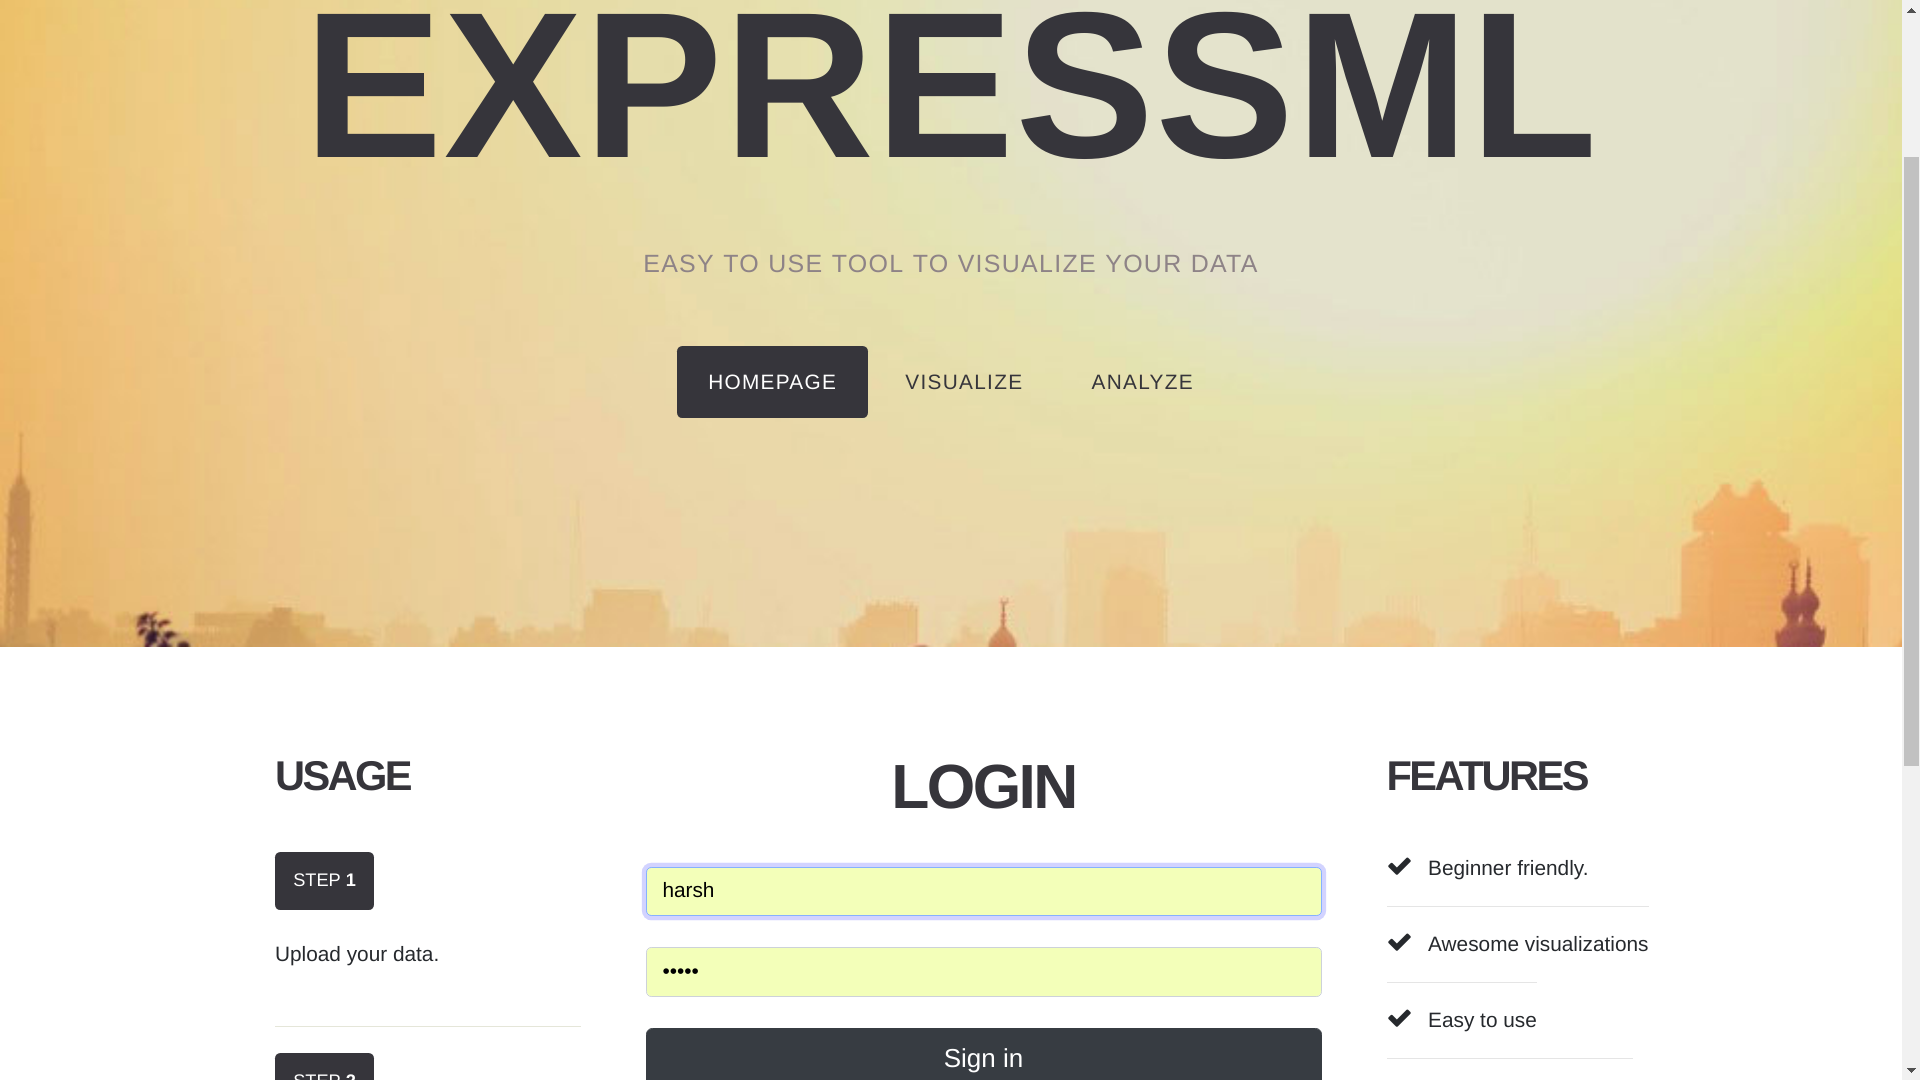 EXPRESSML
EASY TO USE TOOL TO VISUALIZE YOUR DATA
HOMEPAGE VISUALIZE ANALYZE
USAGE
STEP 1
Upload your data.
STEP 2
LOGIN
harsh
•••••
Sign in
FEATURES
Beginner friendly.
Awesome visualizations
Easy to use